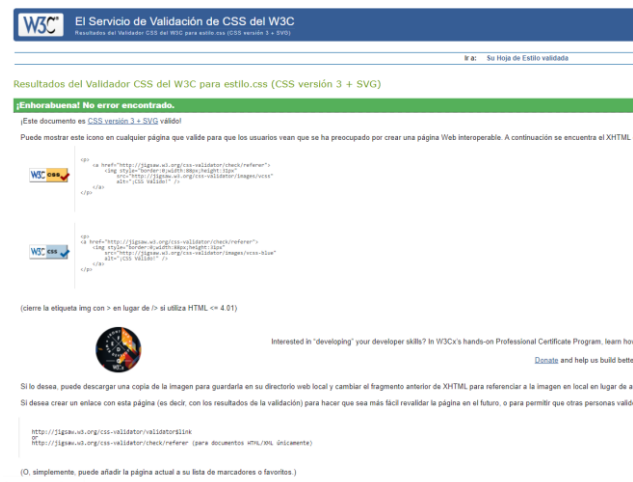 W3C® El Servicio de Validación de CSS del W3C
Resultados del Validador CSS del W3C para estilo.css (CSS versión 3 + SVG)
Ir a: Su Hoja de Estilo validada
Resultados del Validador CSS del W3C para estilo.css (CSS versión 3 + SVG)
¡Enhorabuena! No error encontrado.
¡Este documento es CSS versión 3 + SVG válido!
Puede mostrar este icono en cualquier página que valide para que los usuarios vean que se ha preocupado por crear una página Web interoperable. A continuación se encuentra el XHTML
W3C css
<p>
<a href="http://jigsaw.w3.org/css-validator/check/referer">
<img style="border:0;width:88px;height:31px"
src="http://jigsaw.w3.org/css-validator/images/vcss"
alt="¡CSS Válido!" />
</a>
</p>
W3C css
<p>
<a href="http://jigsaw.w3.org/css-validator/check/referer">
<img style="border:0;width:88px;height:31px"
src="http://jigsaw.w3.org/css-validator/images/vcss-blue"
alt="¡CSS Válido!" />
</a>
</p>
(cierre la etiqueta img con > en lugar de /> si utiliza HTML <= 4.01)
Interested in "developing" your developer skills? In W3Cx's hands-on Professional Certificate Program, learn how
Donate and help us build bette
Si lo desea, puede descargar una copia de la imagen para guardarla en su directorio web local y cambiar el fragmento anterior de XHTML para referenciar a la imagen en local en lugar de a
Si desea crear un enlace con esta página (es decir, con los resultados de la validación) para hacer que sea más fácil revalidar la página en el futuro, o para permitir que otras personas valid
http://jigsaw.w3.org/css-validator/validator$link
or
http://jigsaw.w3.org/css-validator/check/referer (para documentos HTML/XML únicamente)
(O, simplemente, puede añadir la página actual a su lista de marcadores o favoritos.)